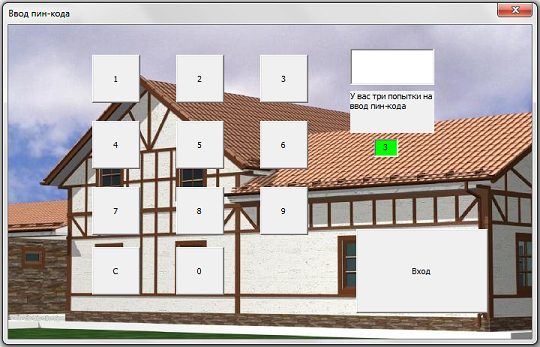 Ввод пин-кода
1 2 3
У вас три попытки на
ввод пин-кода
3
4 5 6
7 8 9
C 0
Вход